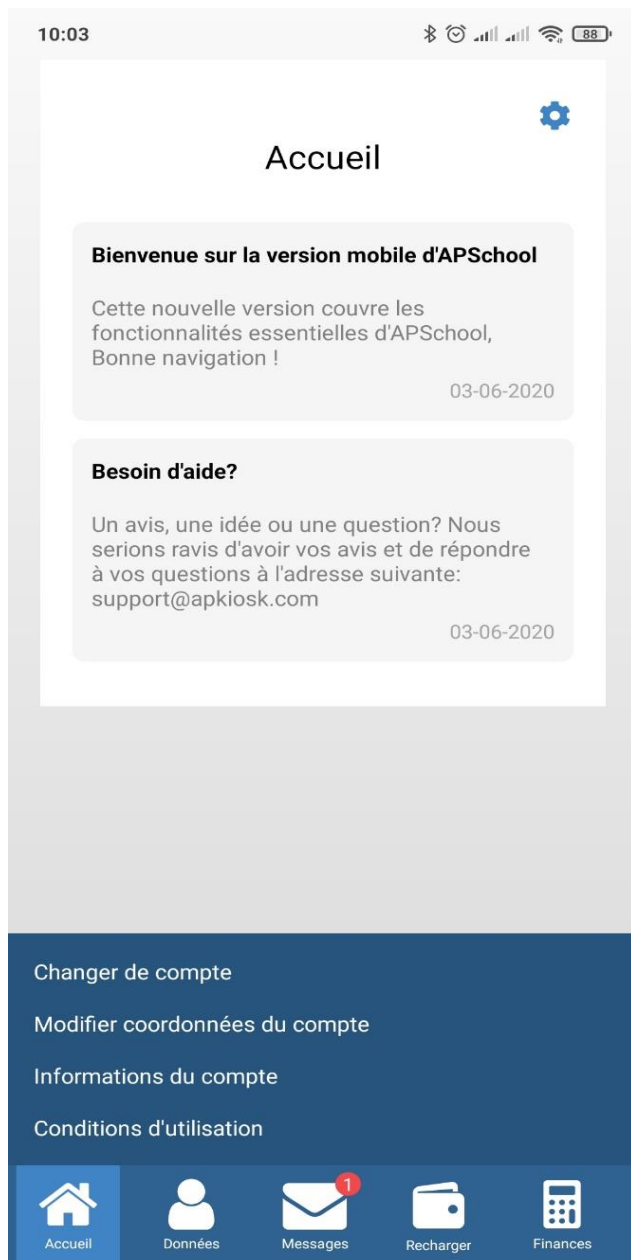 10:03
88
Accueil
Bienvenue sur la version mobile d'APSchool
Cette nouvelle version couvre les
fonctionnalités essentielles d'APSchool,
Bonne navigation !
03-06-2020
Besoin d'aide?
Un avis, une idée ou une question? Nous
serions ravis d'avoir vos avis et de répondre
à vos questions à l'adresse suivante:
support@apkiosk.com
03-06-2020
Changer de compte
Modifier coordonnées du compte
Informations du compte
Conditions d'utilisation
1
Accueil
Données
Messages
Recharger
Finances